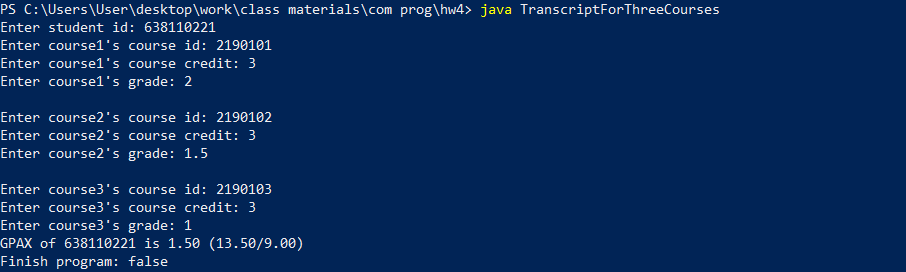 PS C:\Users\User\desktop\work\class materials\com prog\hw4> java TranscriptForThreeCourses
Enter student id: 638110221
Enter course1's course id: 2190101
Enter course1's course credit: 3
Enter course1's grade: 2
Enter course2's course id: 2190102
Enter course2's course credit: 3
Enter course2's grade: 1.5
Enter course3's course id: 2190103
Enter course3's course credit: 3
Enter course3's grade: 1
GPAX of 638110221 is 1.50 (13.50/9.00)
Finish program: false